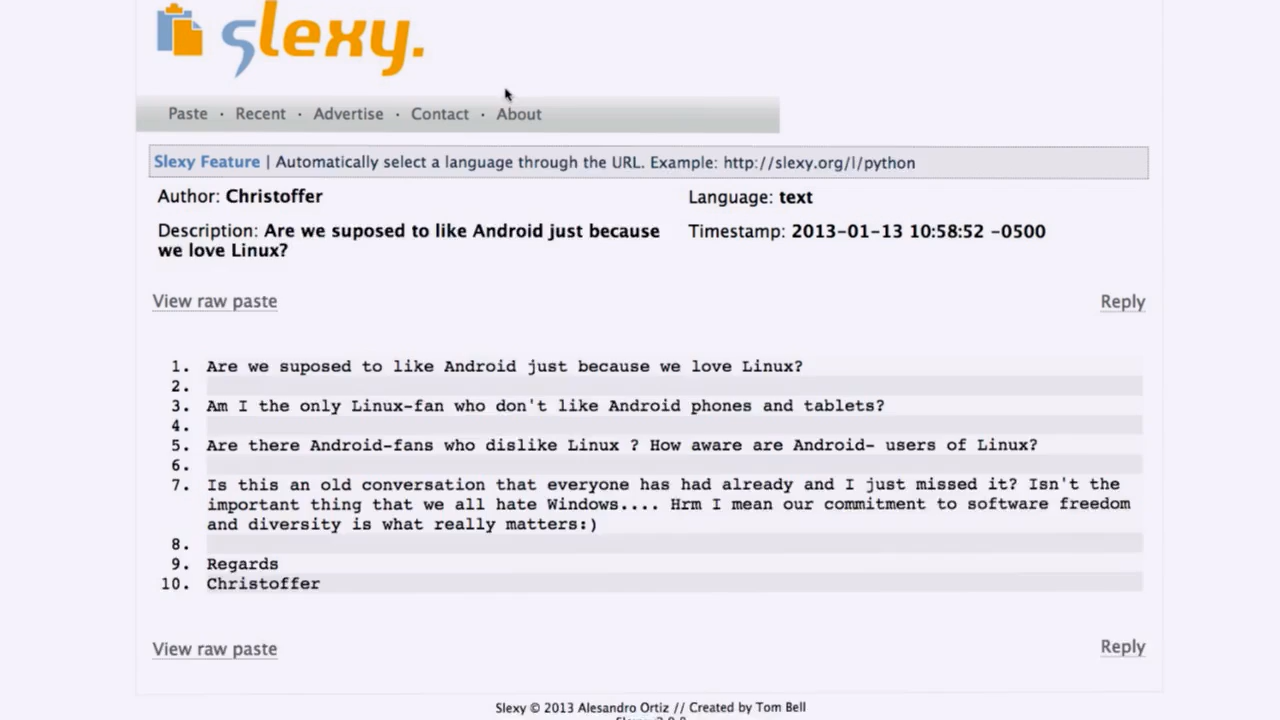 slexy.
Paste · Recent · Advertise · Contact · About
Slexy Feature | Automatically select a language through the URL. Example: http://slexy.org/l/python
Author: Christoffer
Language: text
Description: Are we suposed to like Android just because
we love Linux?
Timestamp: 2013-01-13 10:58:52 -0500
View raw paste
Reply
1. Are we suposed to like Android just because we love Linux?
2.
3. Am I the only Linux-fan who don't like Android phones and tablets?
4.
5. Are there Android-fans who dislike Linux ? How aware are Android- users of Linux?
6.
7. Is this an old conversation that everyone has had already and I just missed it? Isn't the
important thing that we all hate Windows.... Hrm I mean our commitment to software freedom
and diversity is what really matters:)
8.
9. Regards
10. Christoffer
View raw paste
Reply
Slexy © 2013 Alesandro Ortiz // Created by Tom Bell